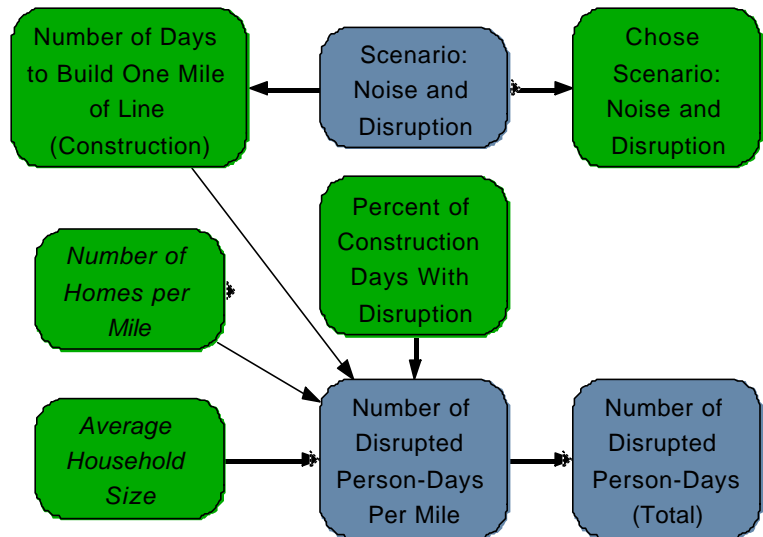 Number of Days
to Build One Mile
of Line
(Construction)
Scenario:
Noise and
Disruption
Chose
Scenario:
Noise and
Disruption
Number of
Homes per
Mile
Percent of
Construction
Days With
Disruption
Average
Household
Size
Number of
Disrupted
Person-Days
Per Mile
Number of
Disrupted
Person-Days
(Total)